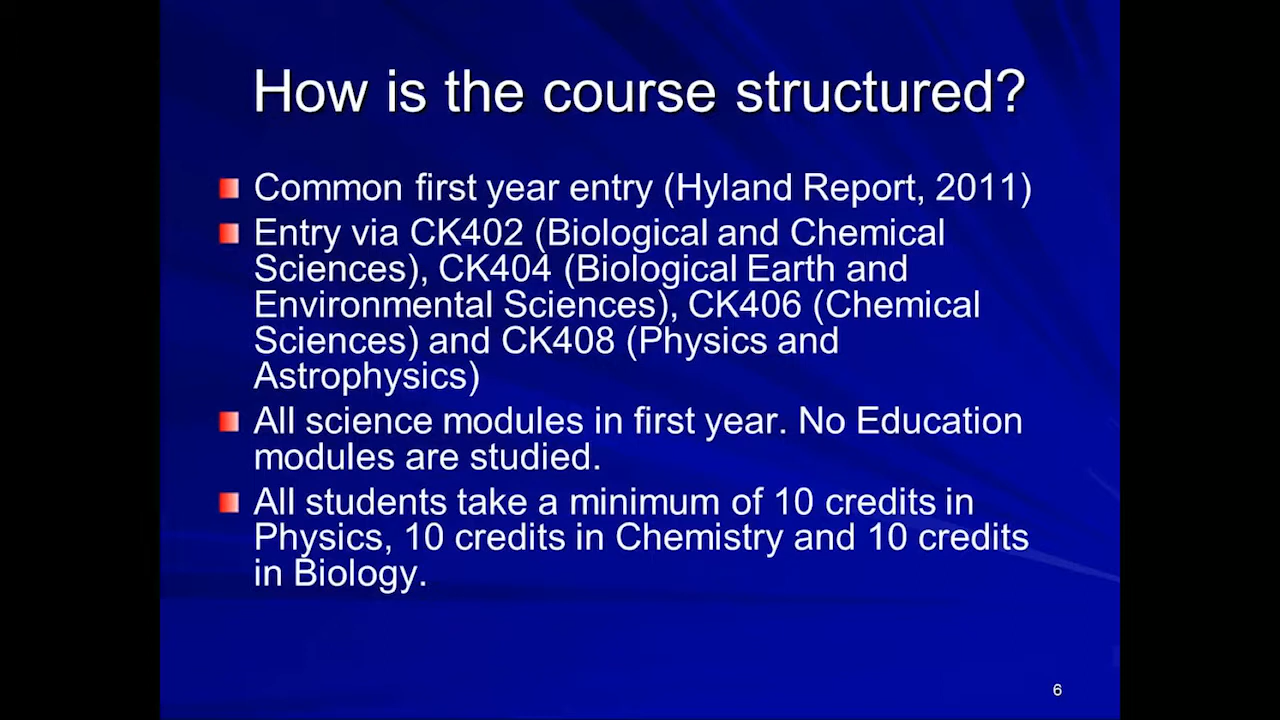 How is the course structured?
Common first year entry (Hyland Report, 2011)
Entry via CK402 (Biological and Chemical
Sciences), CK404 (Biological Earth and
Environmental Sciences), CK406 (Chemical
Sciences) and CK408 (Physics and
Astrophysics)
All science modules in first year. No Education
modules are studied.
All students take a minimum of 10 credits in
Physics, 10 credits in Chemistry and 10 credits
in Biology.
6